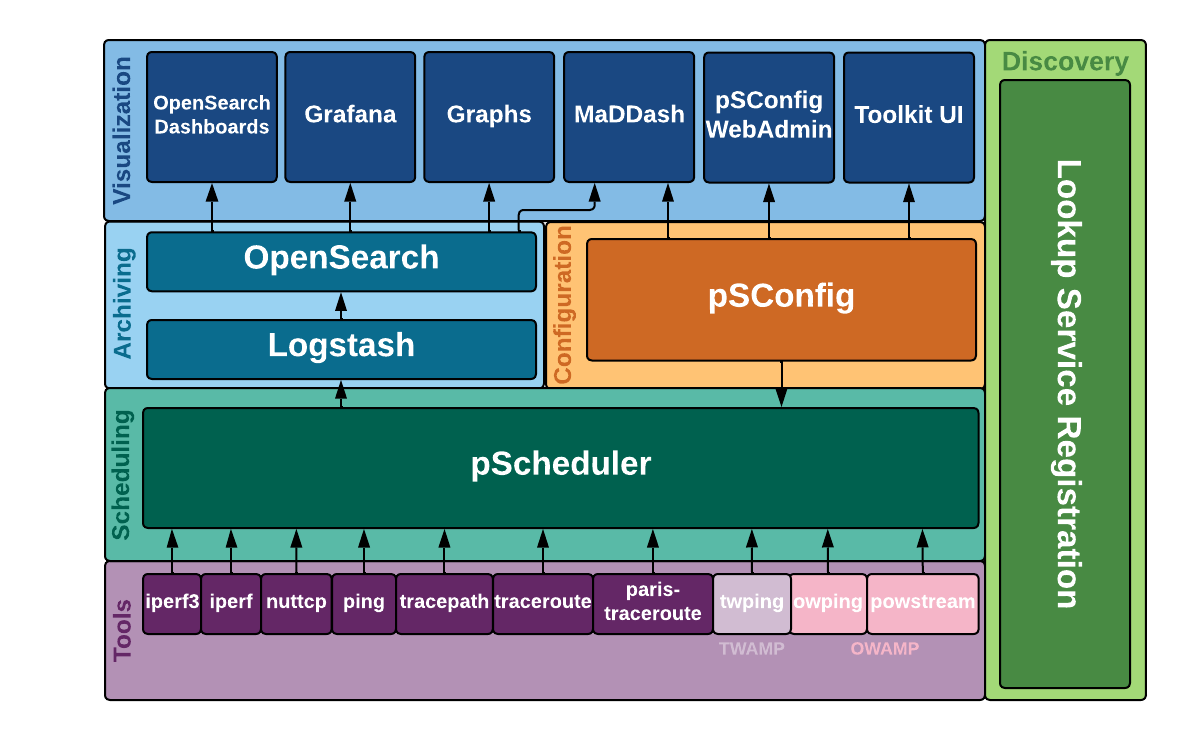 Visualization
OpenSearch
Dashboards
Grafana
Graphs
MaDDash
pSConfig
WebAdmin
Toolkit UI
Archiving
OpenSearch
Logstash
Configuration
pSConfig
Scheduling
pScheduler
Tools
iperf3
iperf
nuttcp
ping
tracepath
traceroute
paris-
traceroute
twping
owping
powstream
TWAMP
OWAMP
Discovery
Lookup Service Registration